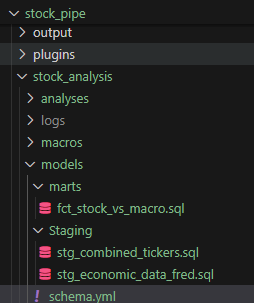 stock_pipe
output
plugins
stock_analysis
analyses
logs
macros
models
marts
fct_stock_vs_macro.sql
Staging
stg_combined_tickers.sql
stg_economic_data_fred.sql
! schema.yml